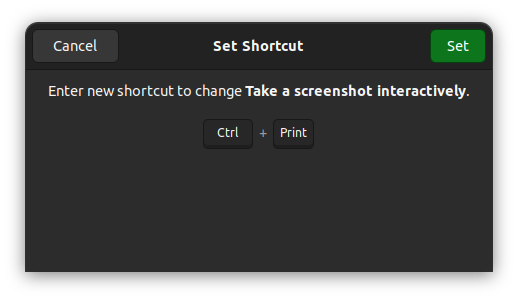 Cancel Set Shortcut Set
Enter new shortcut to change Take a screenshot interactively.
Ctrl + Print